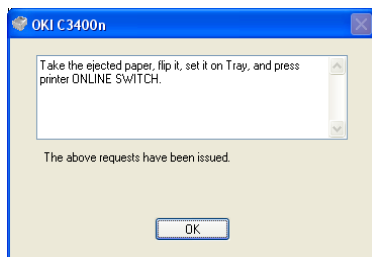 OKI C3400n
Take the ejected paper, flip it, set it on Tray, and press
printer ONLINE SWITCH.
The above requests have been issued.
OK